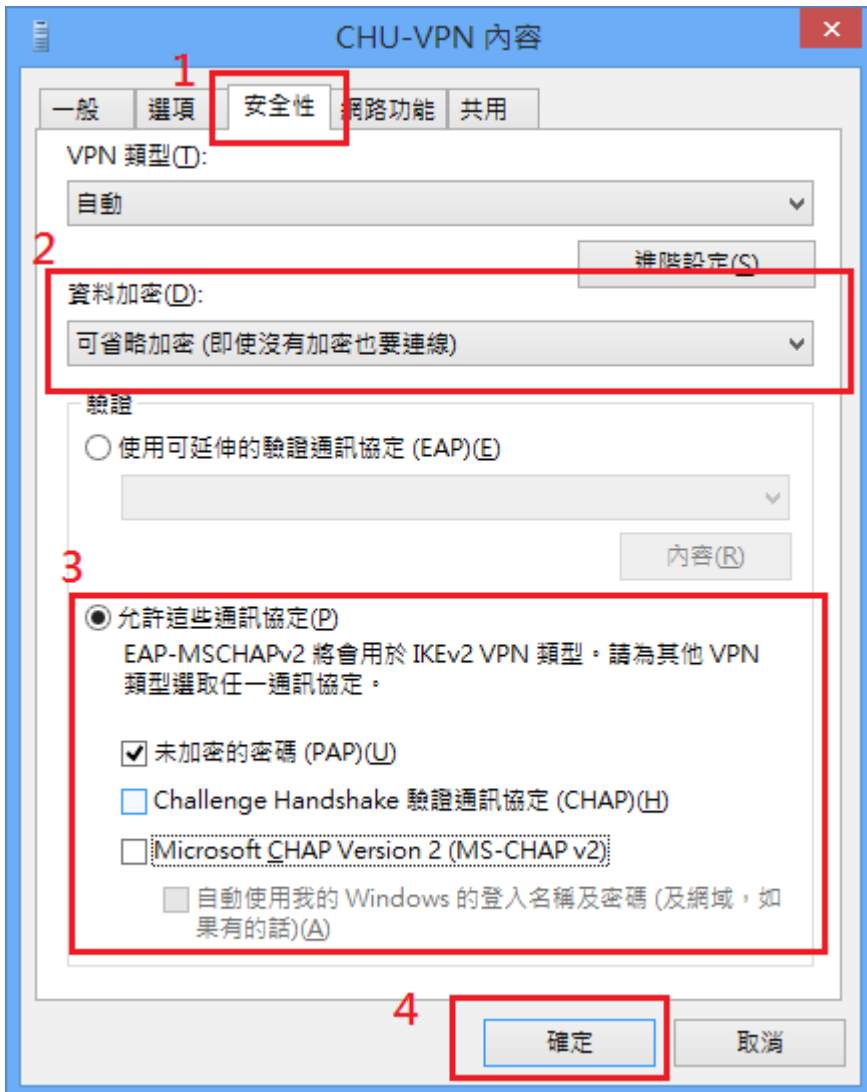 CHU-VPN 內容
1
一般 選項 安全性 網路功能 共用
VPN 類型(T):
自動
2
進階設定(S)
資料加密(D):
可省略加密 (即使沒有加密也要連線)
驗證
使用可延伸的驗證通訊協定 (EAP)(E)
內容(R)
3
允許這些通訊協定(P)
EAP-MSCHAPv2 將會用於 IKEv2 VPN 類型。請為其他 VPN
類型選取任一通訊協定。
未加密的密碼 (PAP)(U)
Challenge Handshake 驗證通訊協定 (CHAP)(H)
Microsoft CHAP Version 2 (MS-CHAP v2)
自動使用我的 Windows 的登入名稱及密碼 (及網域，如
果有的話)(A)
4
確定 取消